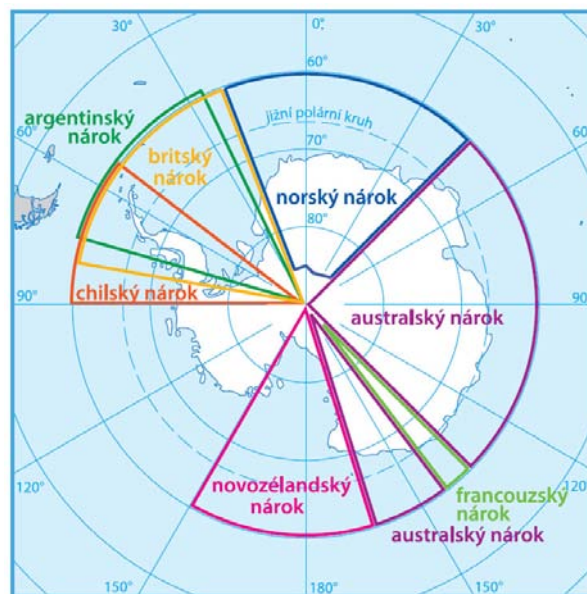 30°
0°
30°
60°
60°
60°
jižní polární kruh
70°
80°
argentinský
nárok
britský
nárok
norský nárok
90°
chilský nárok
australský nárok
90°
novozélandský
nárok
francouzský
nárok
australský nárok
120°
120°
150°
180°
150°